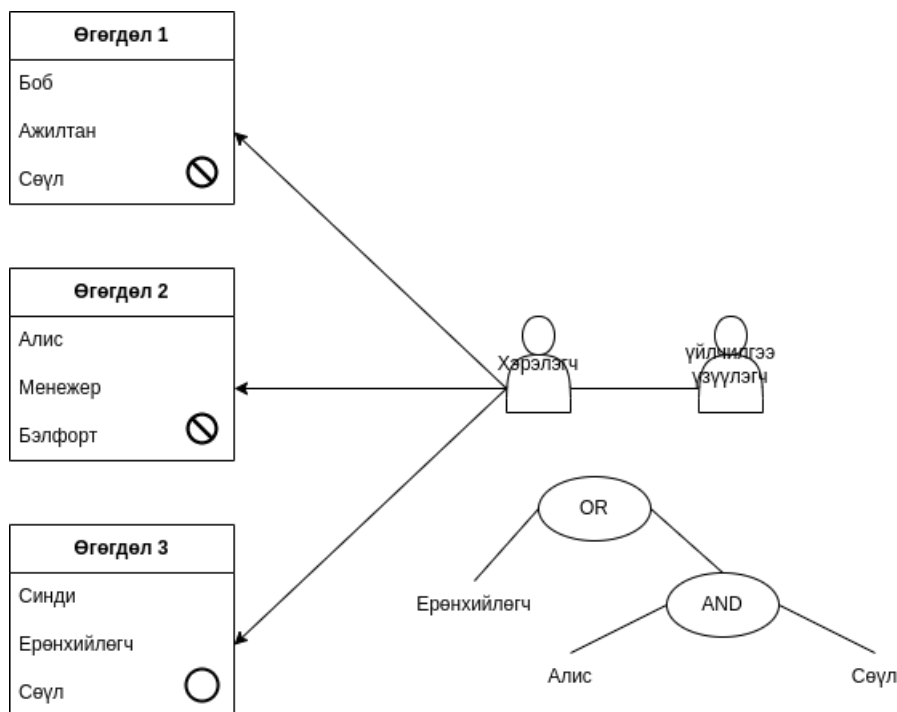 Өгөгдөл 1
Боб
Ажилтан
Сөүл
Өгөгдөл 2
Алис
Менежер
Бэлфорт
Өгөгдөл 3
Синди
Ерөнхийлөгч
Сөүл
Хэрэлэгч
үйлчилгээ
үзүүлэгч
OR
Ерөнхийлөгч
AND
Алис
Сөүл